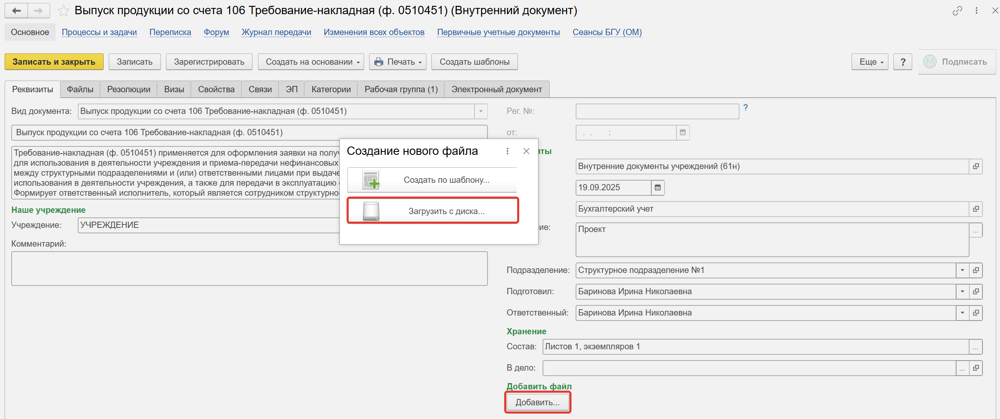 Выпуск продукции со счета 106 Требование-накладная (ф. 0510451) (Внутренний документ)
Основное Процессы и задачи Переписка Форум Журнал передачи Изменения всех объектов Первичные учетные документы Сеансы БГУ (ОМ)
Записать и закрыть Записать Зарегистрировать Создать на основании Печать Создать шаблоны Еще ? Подписать
Реквизиты Файлы Резолюции Визы Свойства Связи ЭП Категории Рабочая группа (1) Электронный документ
Вид документа: Выпуск продукции со счета 106 Требование-накладная (ф. 0510451)
Выпуск продукции со счета 106 Требование-накладная (ф. 0510451)
Требование-накладная (ф. 0510451) применяется для оформления заявки на
для использования в деятельности учреждения и приема-передачи нефинансовых
между структурными подразделениями и (или) ответственными лицами при выдаче
использования в деятельности учреждения, а также для передачи в эксплуатацию
Формирует ответственный исполнитель, который является сотрудником
Наше учреждение
Учреждение: УЧРЕЖДЕНИЕ
Комментарий:
Создание нового файла
Создать по шаблону...
Загрузить с диска...
Рег. №: ?
от: . . :
Внутренние документы учреждений (61н)
19.09.2025
Бухгалтерский учет
Проект ...
Подразделение: Структурное подразделение №1
Подготовил: Баринова Ирина Николаевна
Ответственный: Баринова Ирина Николаевна
Хранение
Состав: Листов 1, экземпляров 1 ...
В дело: ...
Добавить файл
Добавить...